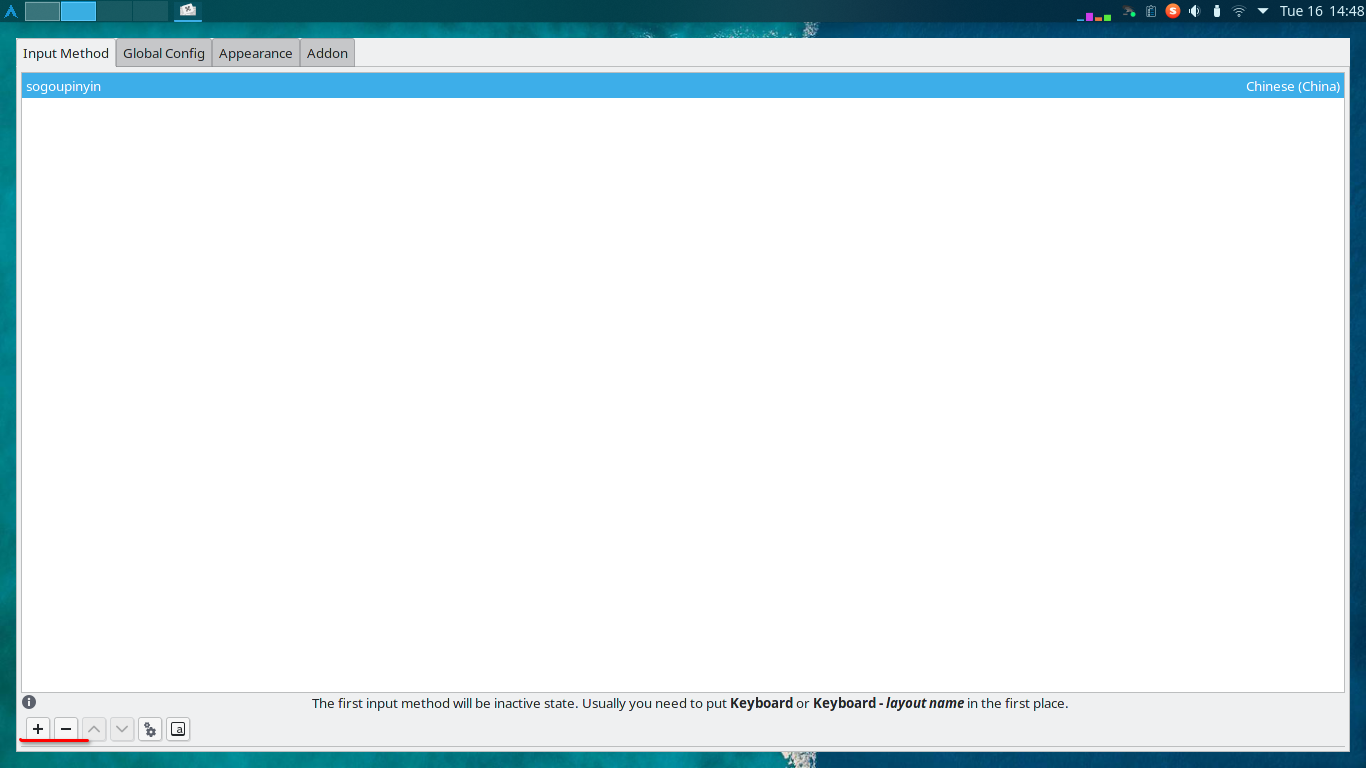 Tue 16 14:48
Input Method Global Config Appearance Addon
sogoupinyin Chinese (China)
The first input method will be inactive state. Usually you need to put Keyboard or Keyboard - layout name in the first place.